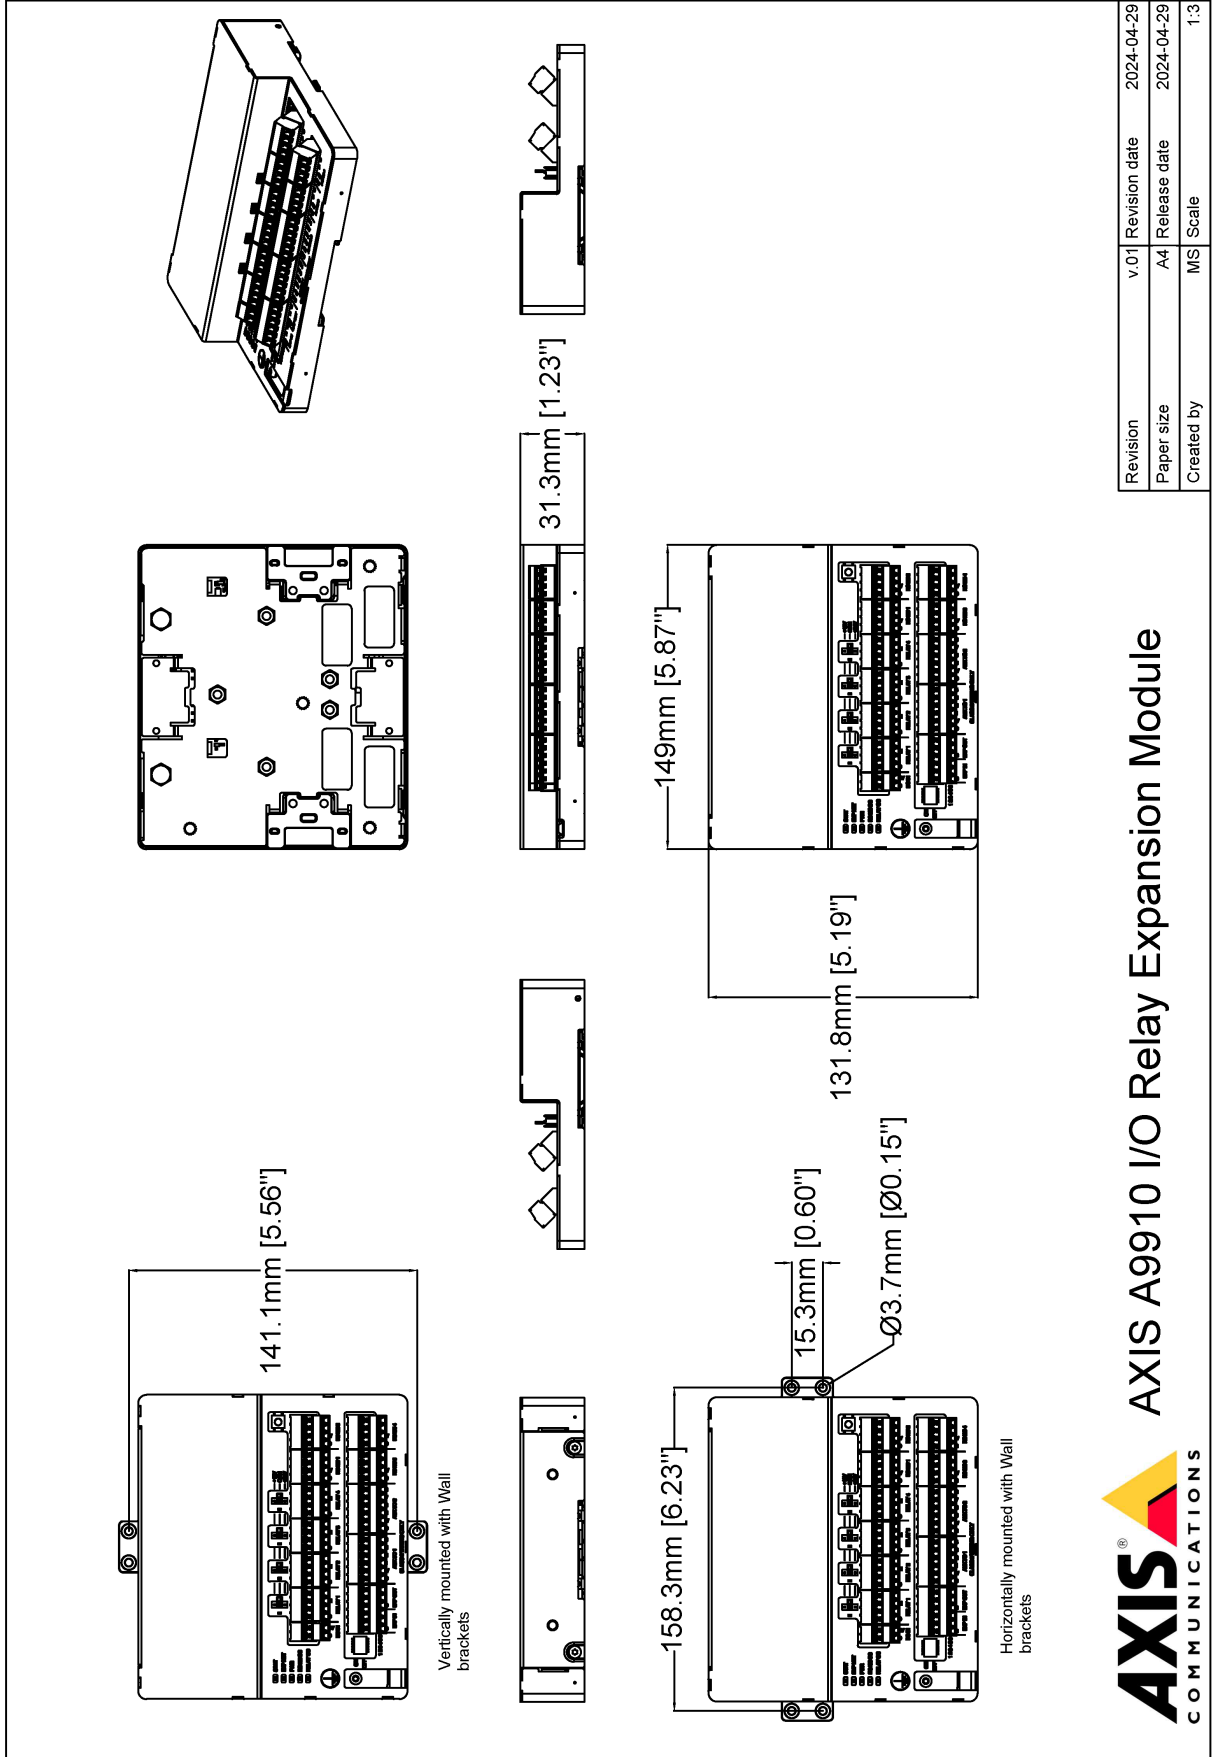 141.1mm [5.56"]
Vertically mounted with Wall
brackets
31.3mm [1.23"]
158.3mm [6.23"]
15.3mm [0.60"]
Ø3.7mm [Ø0.15"]
Horizontally mounted with Wall
brackets
149mm [5.87"]
131.8mm [5.19"]
AXIS®
COMMUNICATIONS
AXIS A9910 I/O Relay Expansion Module
Revision v.01 Revision date 2024-04-29
Paper size A4 Release date 2024-04-29
Created by MS Scale 1:3